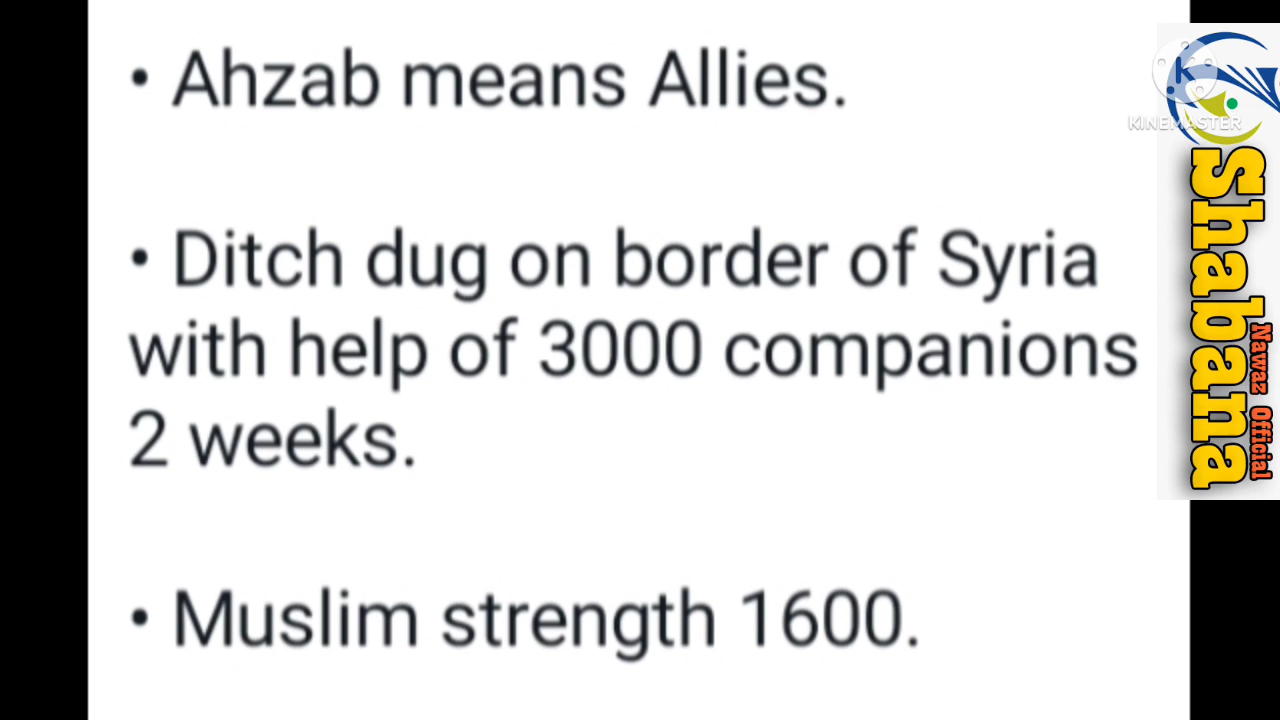 • Ahzab means Allies.
• Ditch dug on border of Syria
with help of 3000 companions
2 weeks.
• Muslim strength 1600.
K
KINEMASTER
Shabana
Nawaz Official